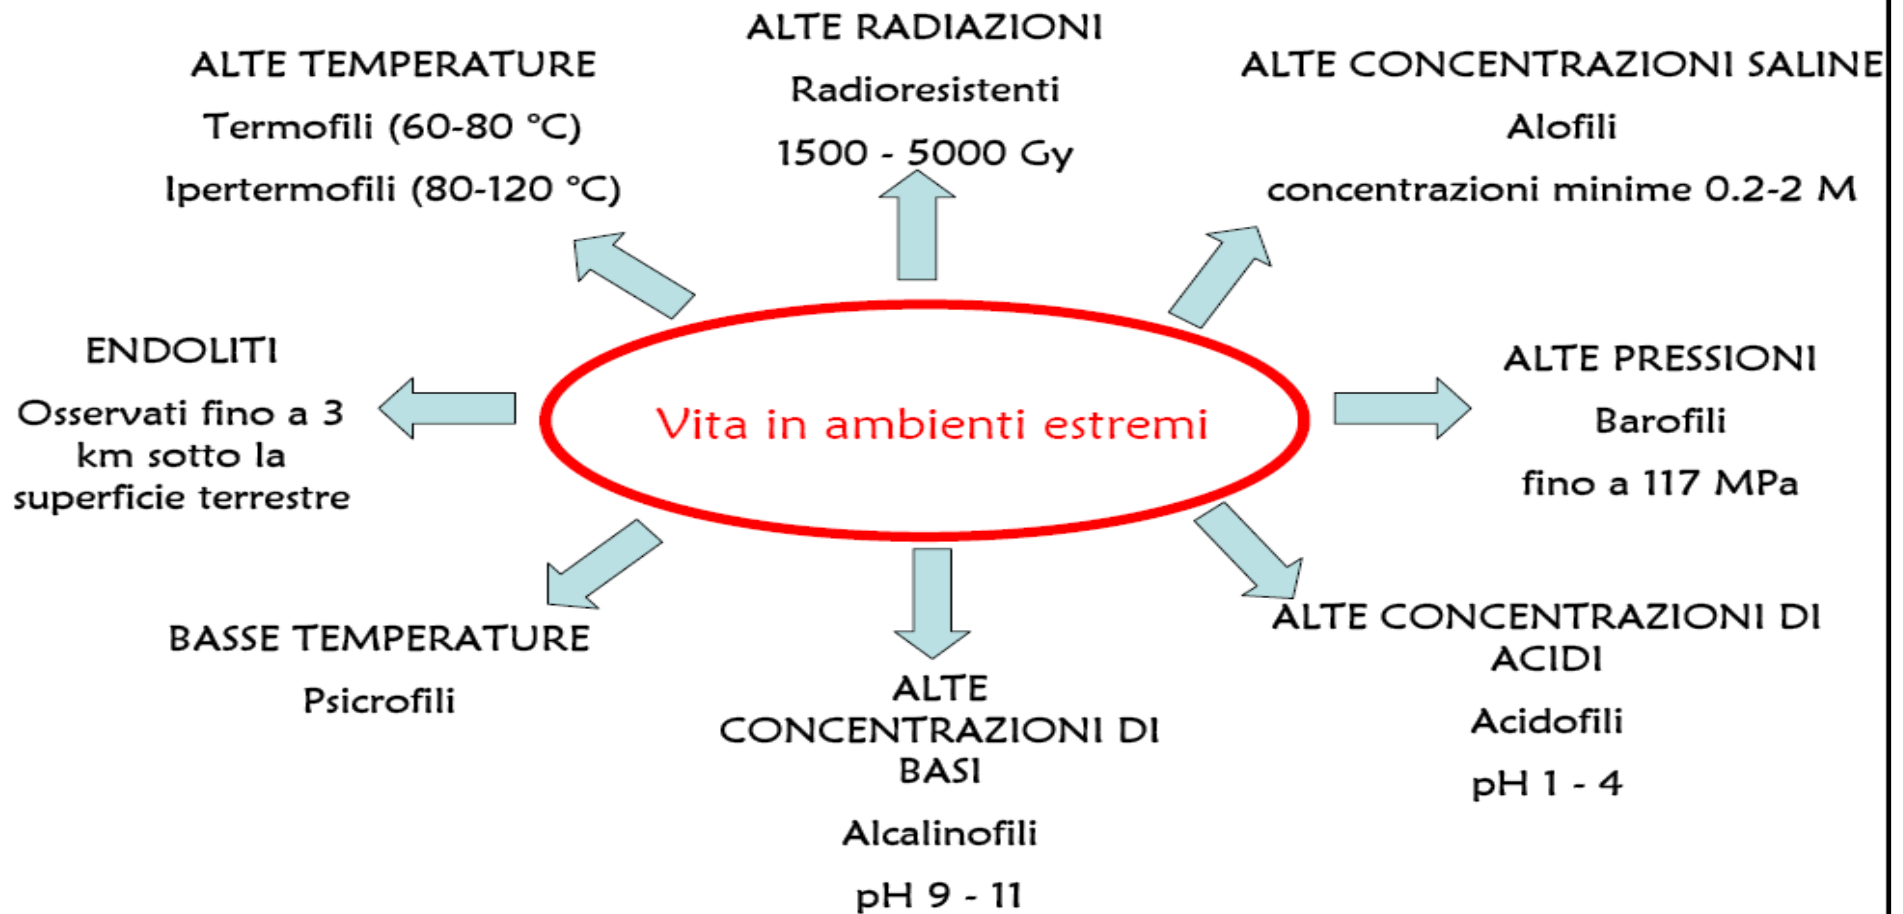 ALTE RADIAZIONI
Radioresistenti
1500 - 5000 Gy
ALTE TEMPERATURE
Termofili (60-80 °C)
Ipertermofili (80-120 °C)
ALTE CONCENTRAZIONI SALINE
Alofili
concentrazioni minime 0.2-2 M
ENDOLITI
Osservati fino a 3
km sotto la
superficie terrestre
Vita in ambienti estremi
ALTE PRESSIONI
Barofili
fino a 117 MPa
BASSE TEMPERATURE
Psicrofili
ALTE
CONCENTRAZIONI DI
BASI
Alcalinofili
pH 9 - 11
ALTE CONCENTRAZIONI DI
ACIDI
Acidofili
pH 1 - 4